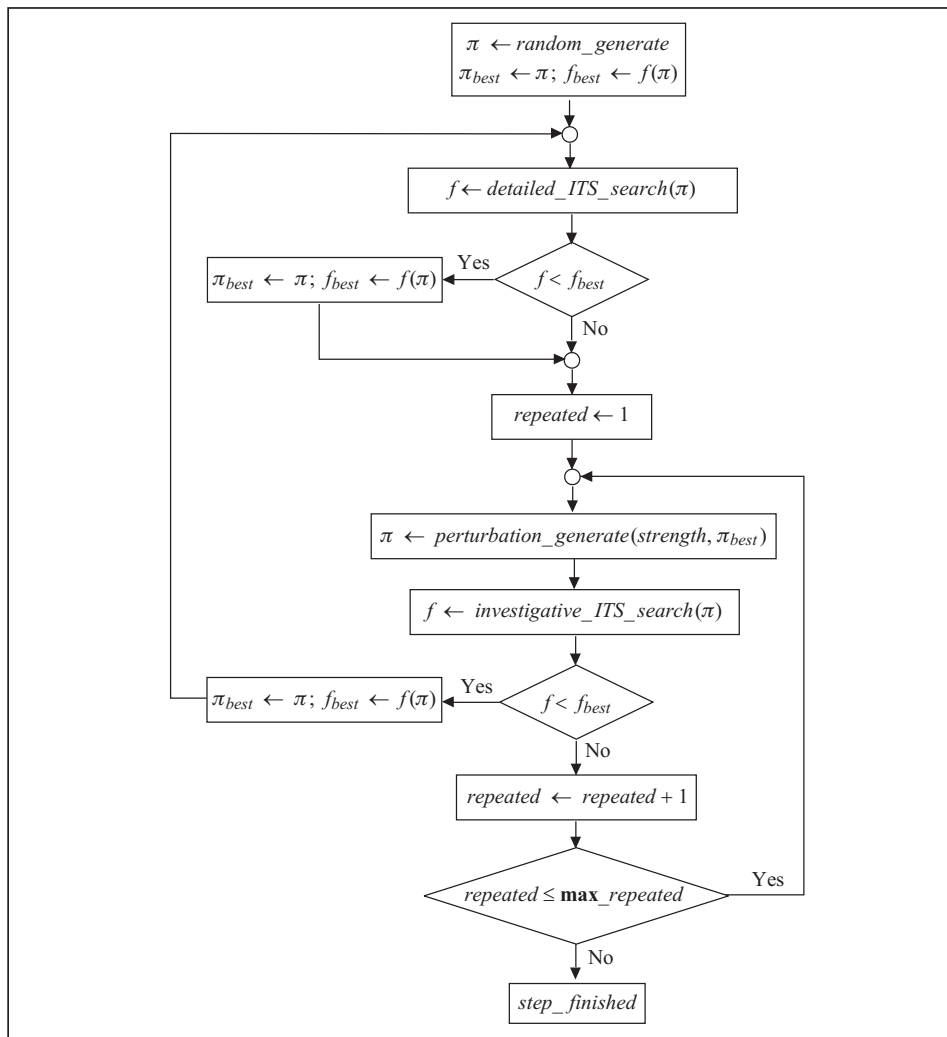 π ← random_generate
π_best ← π; f_best ← f(π)
f ← detailed_ITS_search(π)
f < f_best
Yes
π_best ← π; f_best ← f(π)
No
repeated ← 1
π ← perturbation_generate(strength, π_best)
f ← investigative_ITS_search(π)
f < f_best
Yes
π_best ← π; f_best ← f(π)
No
repeated ← repeated + 1
repeated ≤ max_repeated
Yes
No
step_finished